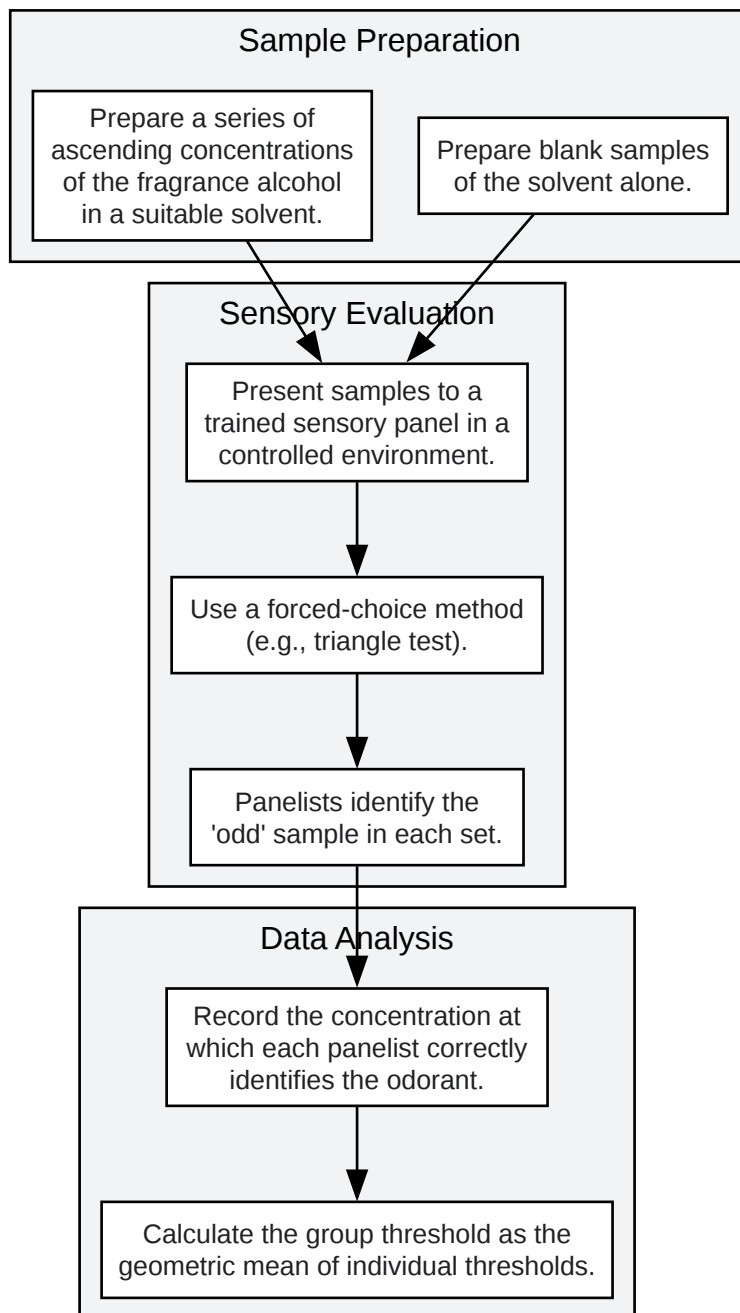 Sample Preparation
Prepare a series of
ascending concentrations
of the fragrance alcohol
in a suitable solvent.
Prepare blank samples
of the solvent alone.
Sensory Evaluation
Present samples to a
trained sensory panel in a
controlled environment.
Use a forced-choice method
(e.g., triangle test).
Panelists identify the
'odd' sample in each set.
Data Analysis
Record the concentration at
which each panelist correctly
identifies the odorant.
Calculate the group threshold as the
geometric mean of individual thresholds.